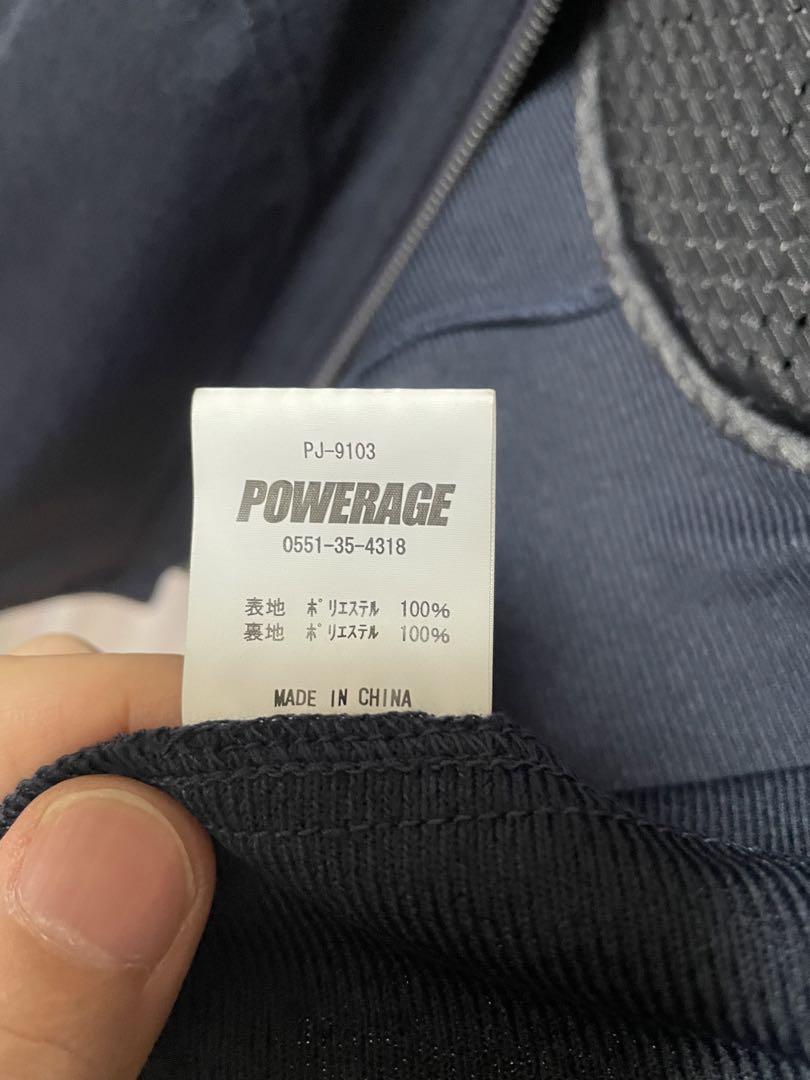 PJ-9103
POWERAGE
0551-35-4318
表地 ﾎﾟﾘｴｽﾃﾙ 100%
裏地 ﾎﾟﾘｴｽﾃﾙ 100%
MADE IN CHINA